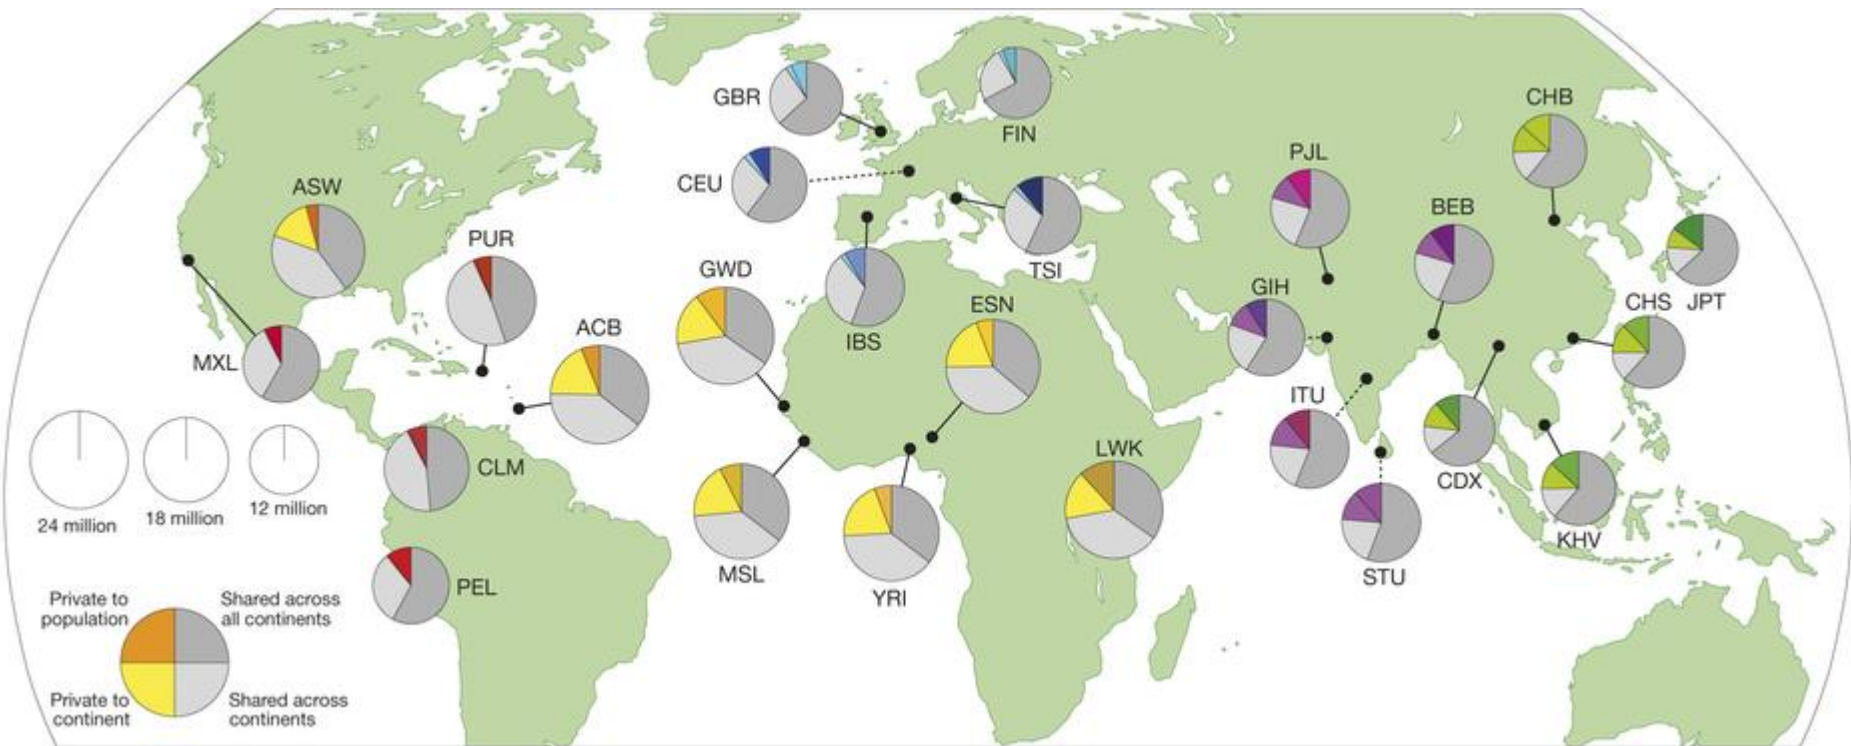 GBR
FIN
CHB
CEU
PJL
ASW
BEB
PUR
GWD
TSI
GIH
ESN
CHS
JPT
ACB
IBS
MXL
ITU
LWK
CLM
CDX
24 million
18 million
12 million
KHV
MSL
STU
PEL
YRI
Private to
population
Shared across
all continents
Private to
continent
Shared across
continents